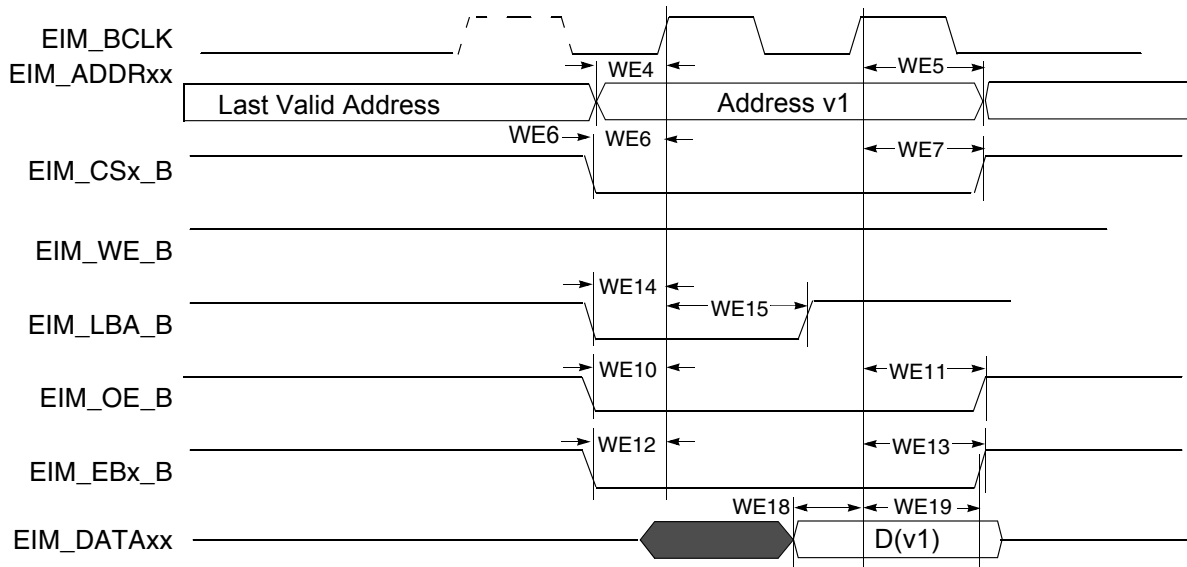 EIM_BCLK
EIM_ADDRxx
WE4
WE5
Last Valid Address
Address v1
WE6
WE6
WE7
EIM_CSx_B
EIM_WE_B
WE14
WE15
EIM_LBA_B
WE10
WE11
EIM_OE_B
WE12
WE13
EIM_EBx_B
WE18
WE19
EIM_DATAxx
D(v1)